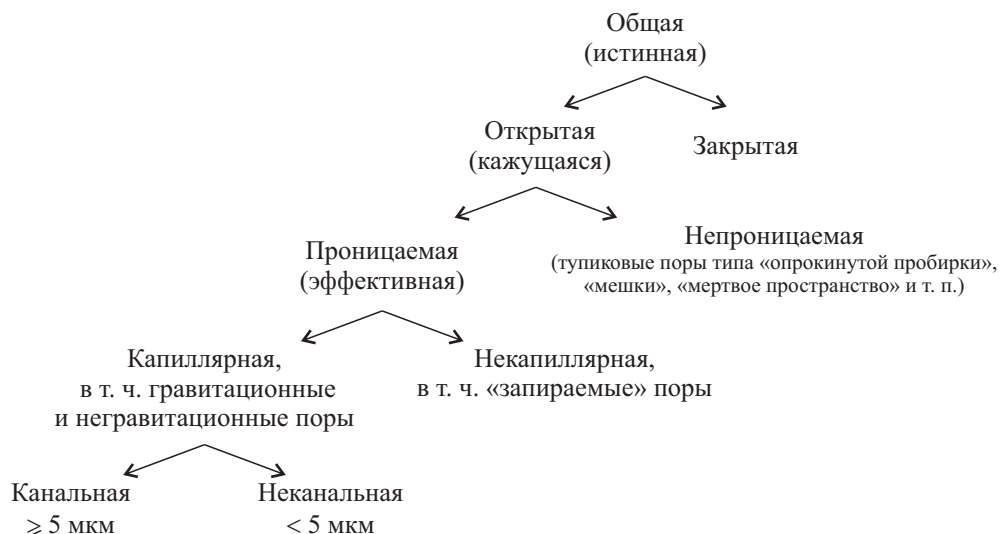 Общая
(истинная)
Открытая
(кажущаяся)
Закрытая
Проницаемая
(эффективная)
Непроницаемая
(тупиковые поры типа «опрокинутой пробирки»,
«мешки», «мертвое пространство» и т. п.)
Капиллярная,
в т. ч. гравитационные
и негравитационные поры
Некапиллярная,
в т. ч. «запираемые» поры
Канальная
⩾ 5 мкм
Неканальная
< 5 мкм